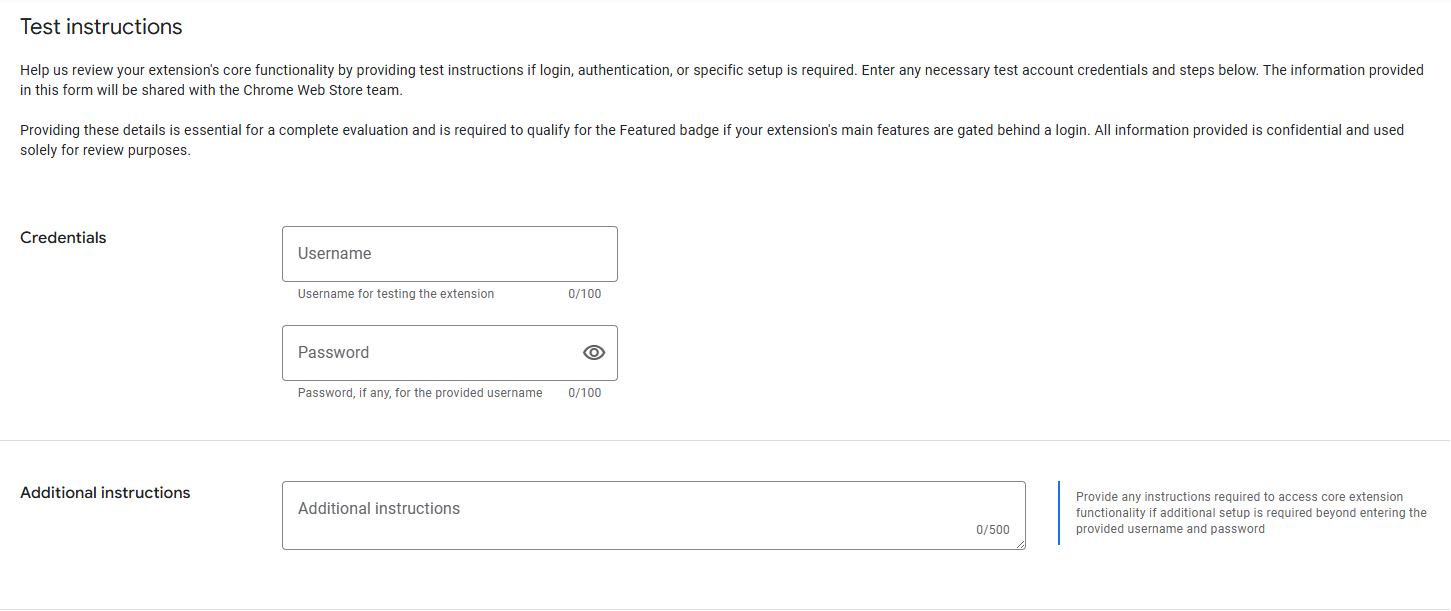 Test instructions
Help us review your extension's core functionality by providing test instructions if login, authentication, or specific setup is required. Enter any necessary test account credentials and steps below. The information provided
in this form will be shared with the Chrome Web Store team.
Providing these details is essential for a complete evaluation and is required to qualify for the Featured badge if your extension's main features are gated behind a login. All information provided is confidential and used
solely for review purposes.
Credentials
Username
Username for testing the extension 0/100
Password
Password, if any, for the provided username 0/100
Additional instructions
Additional instructions
0/500
Provide any instructions required to access core extension
functionality if additional setup is required beyond entering the
provided username and password